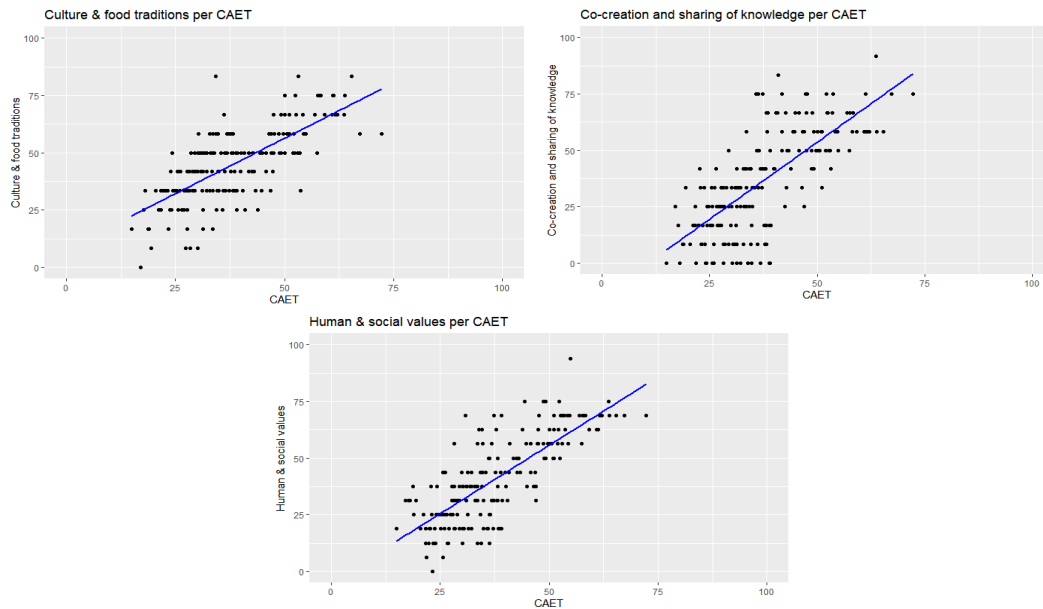 Culture & food traditions per CAET
100
75
50
25
0
Culture & food traditions
0 25 50 75 100
CAET
Co-creation and sharing of knowledge per CAET
100
75
50
25
0
Co-creation and sharing of knowledge
0 25 50 75 100
CAET
Human & social values per CAET
100
75
50
25
0
Human & social values
0 25 50 75 100
CAET